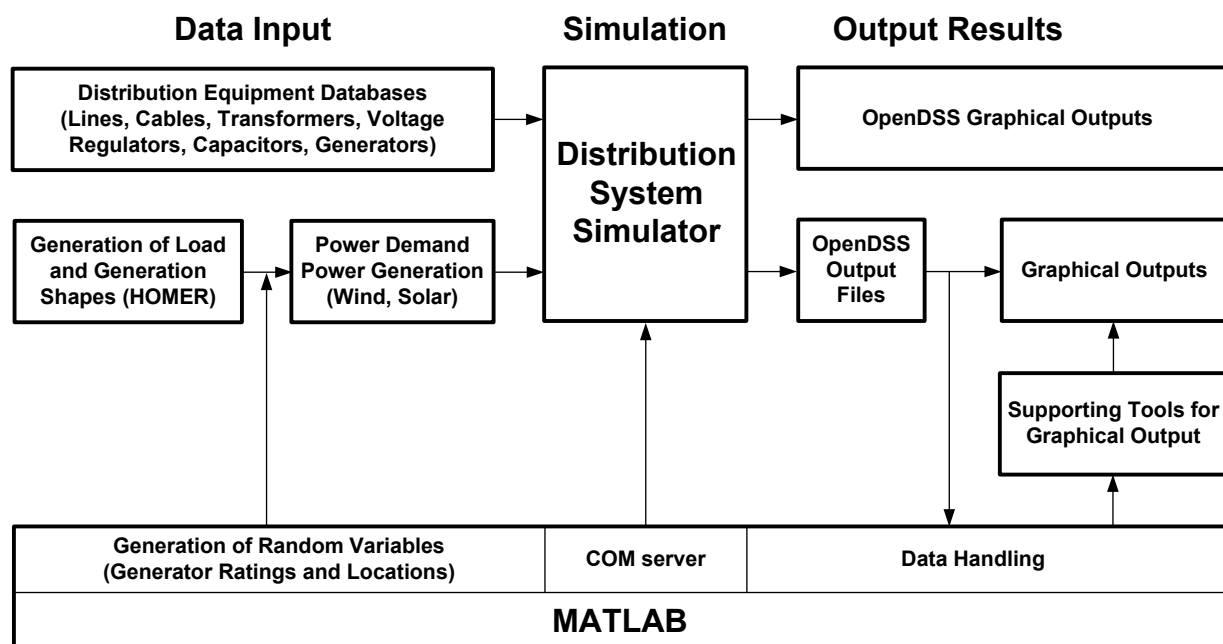 Data Input
Simulation
Output Results
Distribution Equipment Databases
(Lines, Cables, Transformers, Voltage
Regulators, Capacitors, Generators)
Distribution
System
Simulator
OpenDSS Graphical Outputs
Generation of Load
and Generation
Shapes (HOMER)
Power Demand
Power Generation
(Wind, Solar)
OpenDSS
Output
Files
Graphical Outputs
Supporting Tools for
Graphical Output
Generation of Random Variables
(Generator Ratings and Locations)
COM server
Data Handling
MATLAB